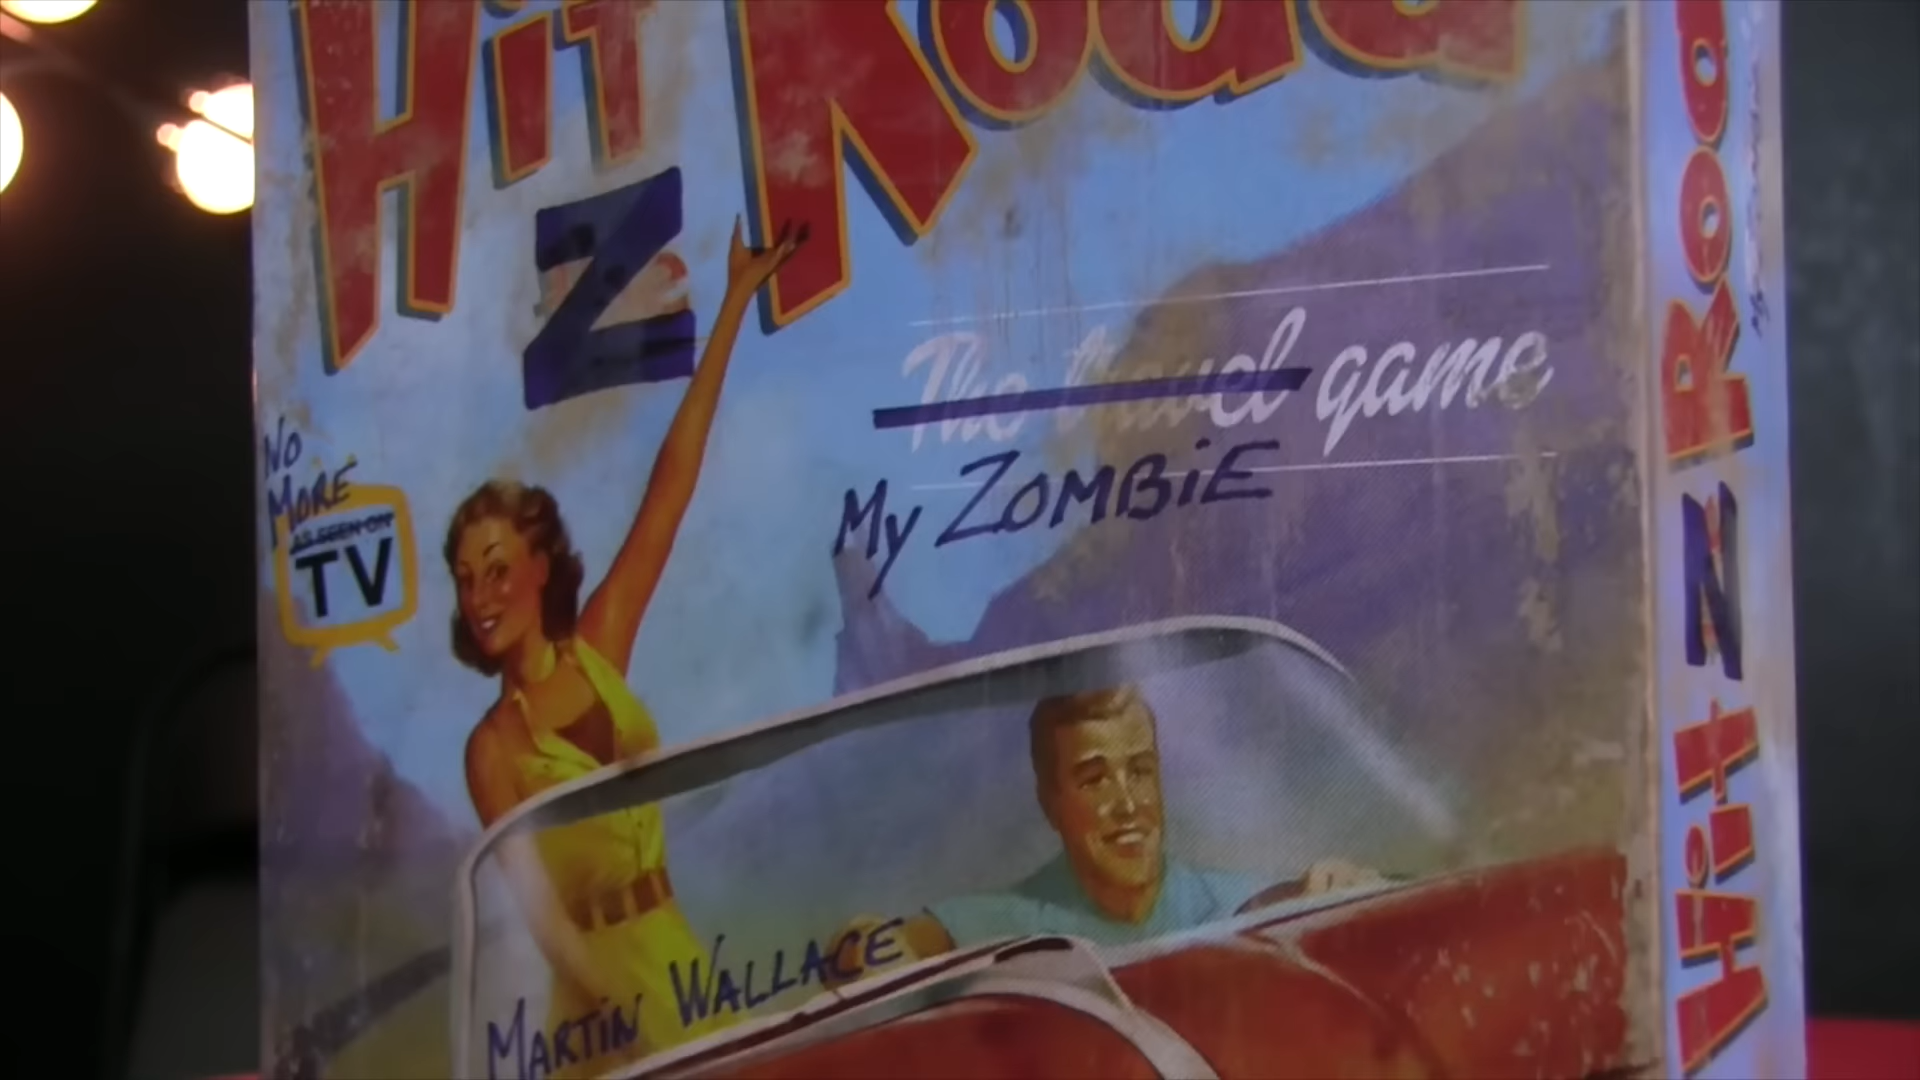 Hit Road
Z
The travel game
My ZOMBiE
NO
MORE
AS SEEN ON
TV
MARTiN WALLACE
Hit Z Road